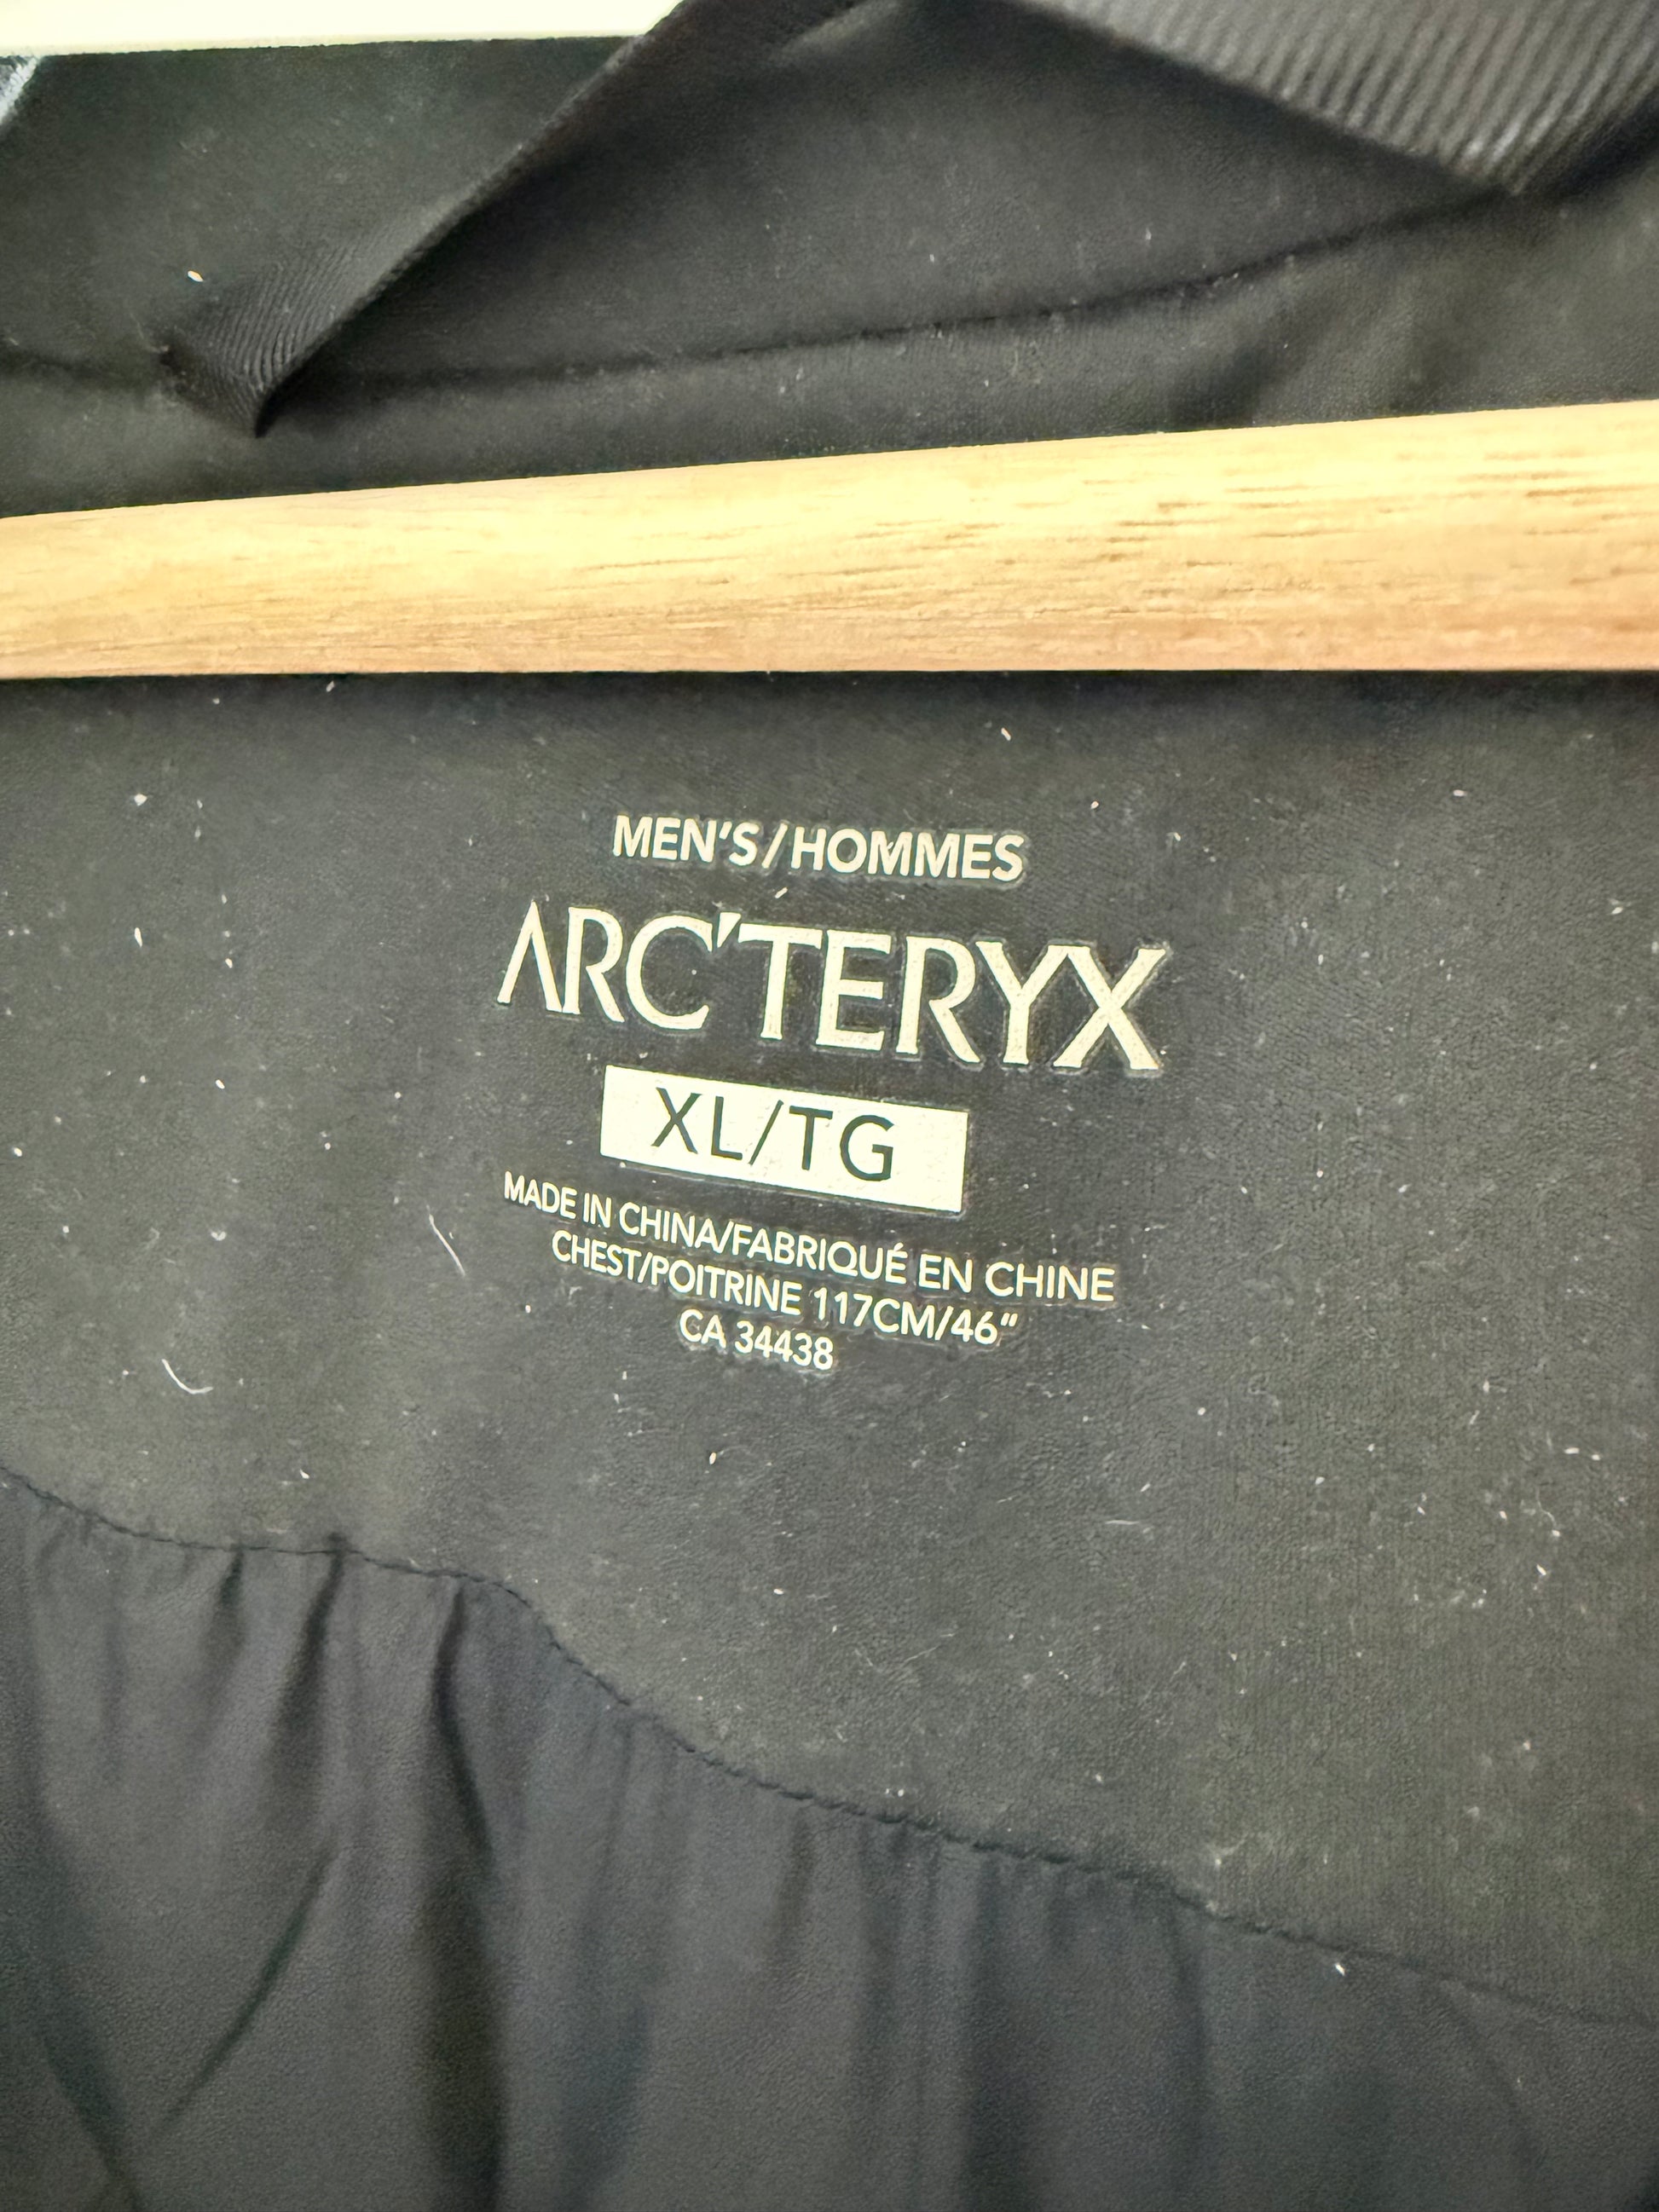 MEN'S/HOMMES
ARC'TERYX
XL/TG
MADE IN CHINA/FABRIQUÉ EN CHINE
CHEST/POITRINE 117CM/46"
CA 34438